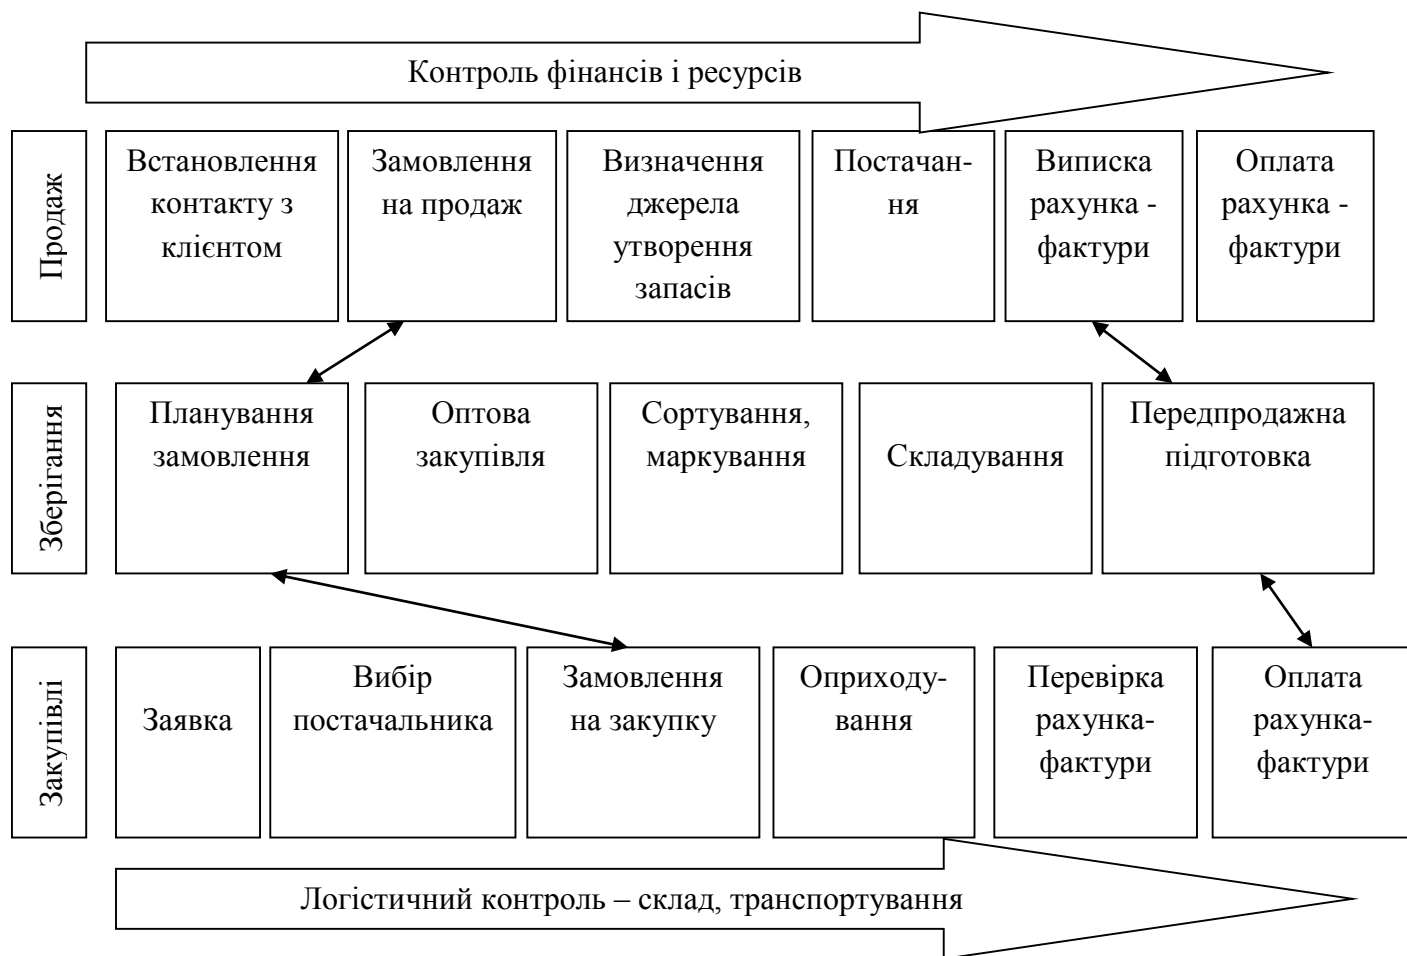 Контроль фінансів і ресурсів
Продаж
Встановлення
контакту з
клієнтом
Замовлення
на продаж
Визначення
джерела
утворення
запасів
Постачан-
ня
Виписка
рахунка -
фактури
Оплата
рахунка -
фактури
Зберігання
Планування
замовлення
Оптова
закупівля
Сортування,
маркування
Складування
Передпродажна
підготовка
Закупівлі
Заявка
Вибір
постачальника
Замовлення
на закупку
Оприходу-
вання
Перевірка
рахунка-
фактури
Оплата
рахунка-
фактури
Логістичний контроль – склад, транспортування